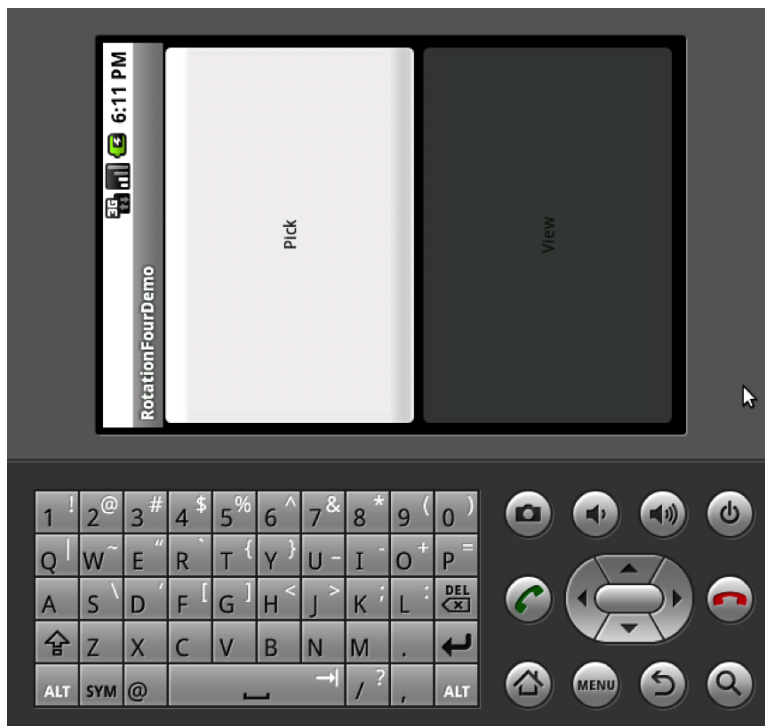 3G 6:11 PM
RotationFourDemo
Pick
View
1 ! 2 @ 3 # 4 $ 5 % 6 ^ 7 & 8 * 9 ( 0 )
Q | W ~ E “ R ` T { Y } U _ I - O + P =
A S \ D ‘ F [ G ] H < J > K ; L : DEL
Z X C V B N M .
ALT SYM @ / ? , ALT
MENU